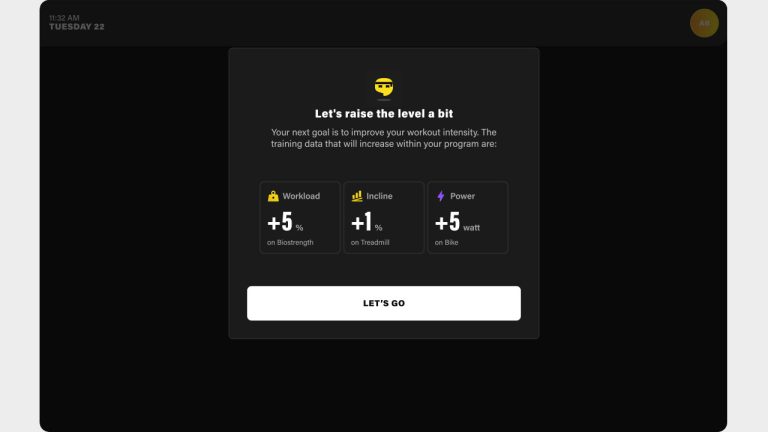 11:32 AM
TUESDAY 22
AB
Let's raise the level a bit
Your next goal is to improve your workout intensity. The
training data that will increase within your program are:
Workload
+5 %
on Biostrength
Incline
+1 %
on Treadmill
Power
+5 watt
on Bike
LET'S GO